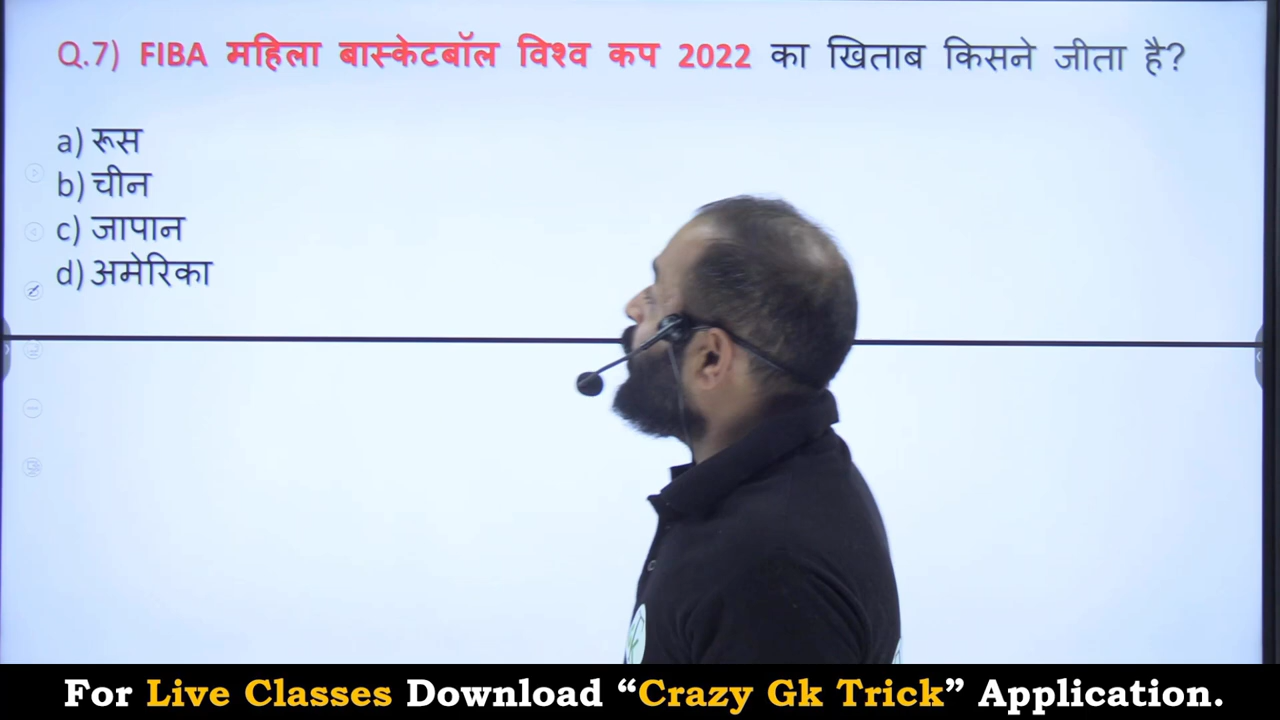 Q.7) FIBA महिला बास्केटबॉल विश्व कप 2022 का खिताब किसने जीता है?
a) रूस
b) चीन
c) जापान
d) अमेरिका
For Live Classes Download “Crazy Gk Trick” Application.